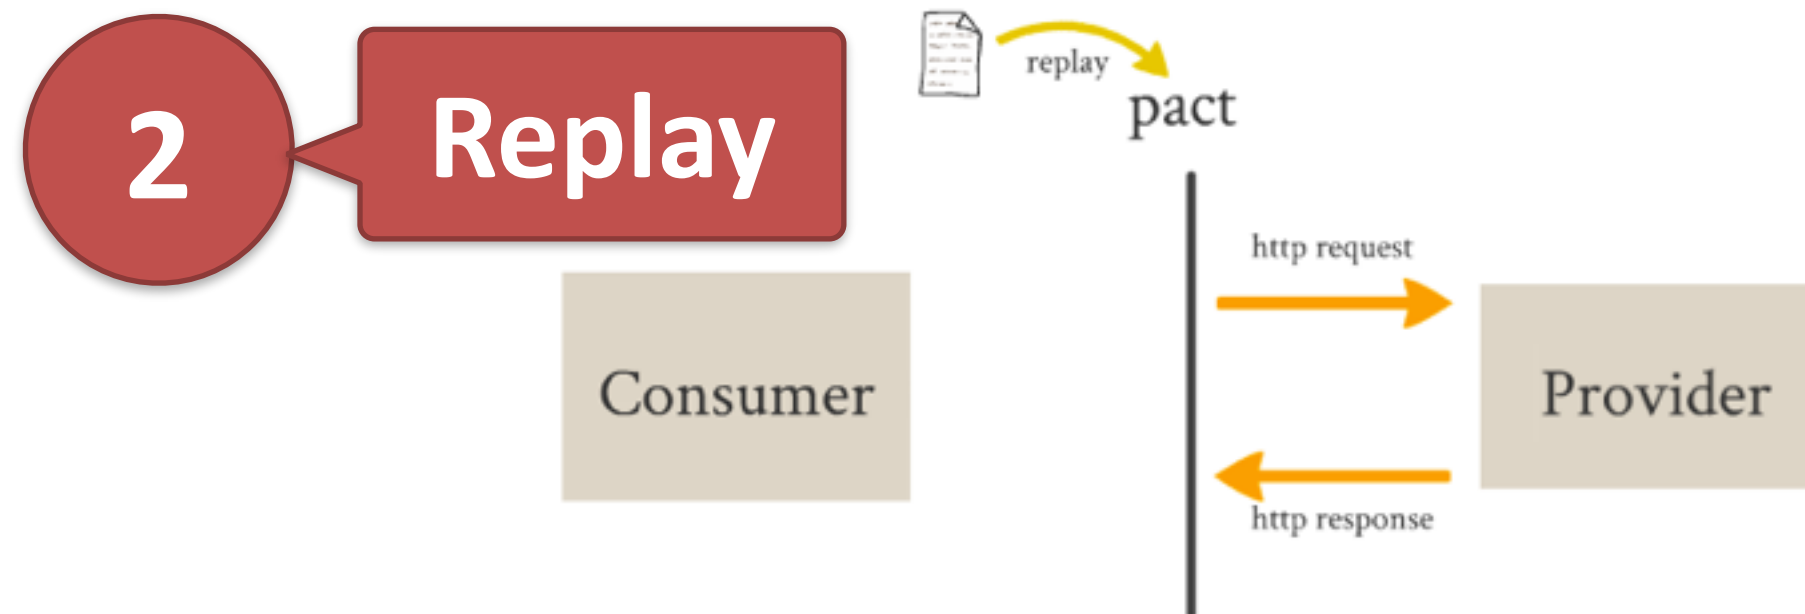 2
Replay
replay
pact
http request
Consumer
Provider
http response